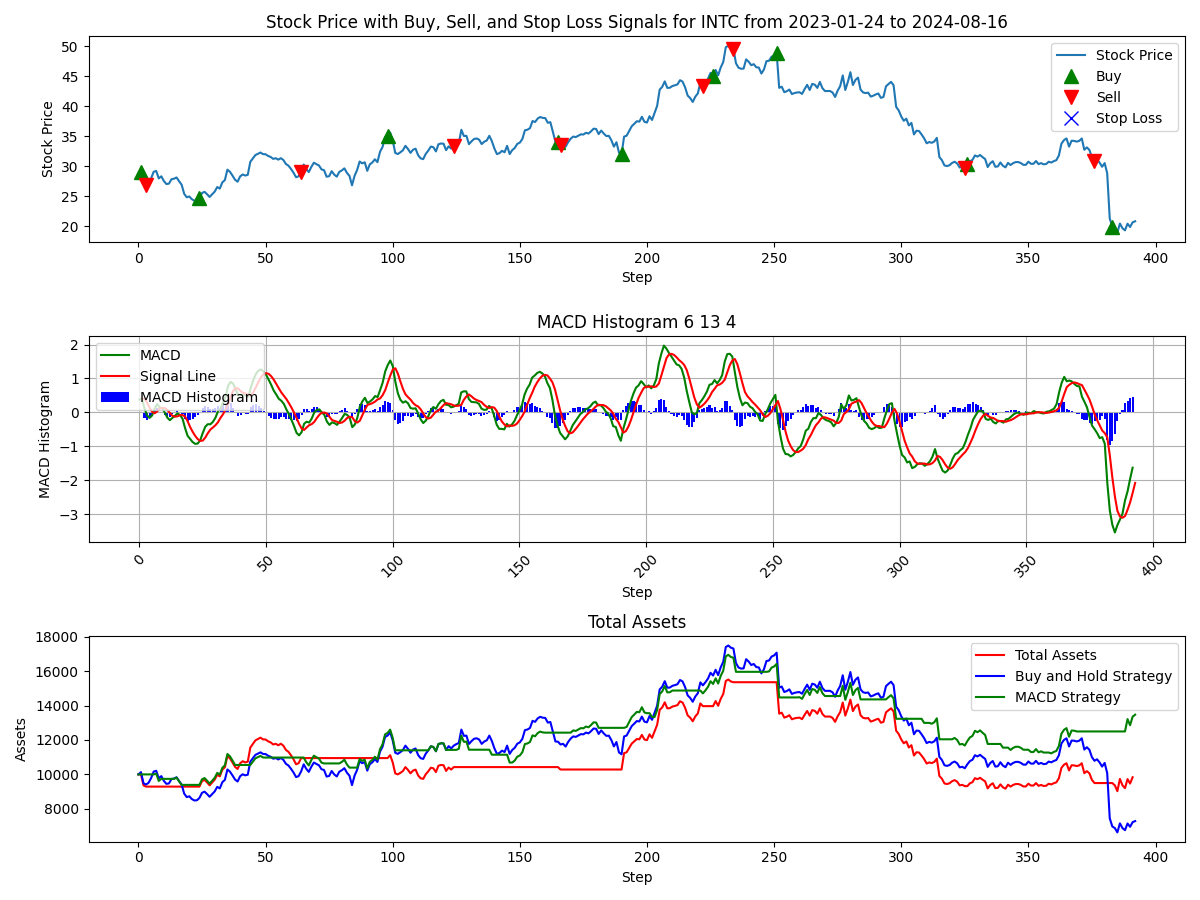 Stock Price with Buy, Sell, and Stop Loss Signals for INTC from 2023-01-24 to 2024-08-16
Stock Price
50
45
40
35
30
25
20
Stock Price
Buy
Sell
Stop Loss
0 50 100 150 200 250 300 350 400
Step
MACD Histogram 6 13 4
MACD Histogram
2
1
0
−1
−2
−3
MACD
Signal Line
MACD Histogram
0 50 100 150 200 250 300 350 400
Step
Total Assets
Assets
18000
16000
14000
12000
10000
8000
Total Assets
Buy and Hold Strategy
MACD Strategy
0 50 100 150 200 250 300 350 400
Step